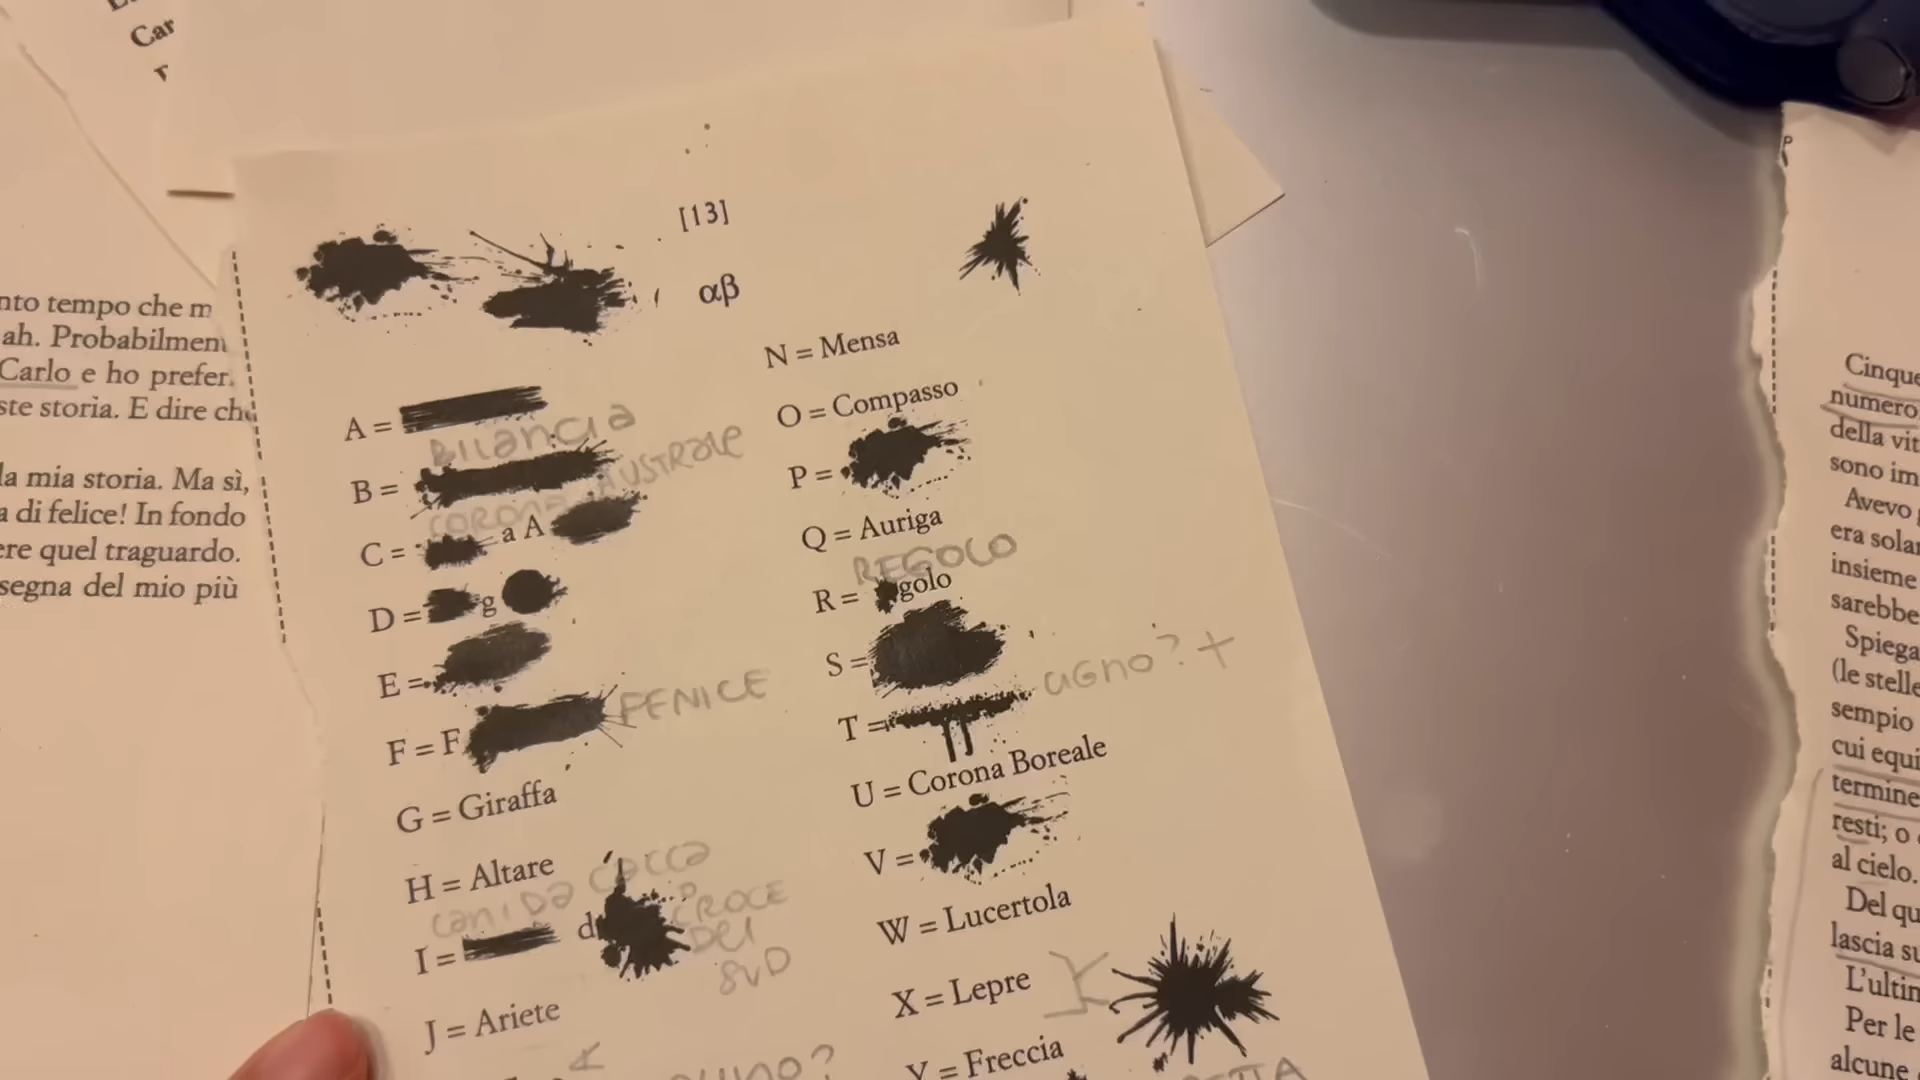 Car
nto tempo che m
ah. Probabilmen
Carlo e ho prefer
ste storia. E dire che
la mia storia. Ma sì,
a di felice! In fondo
ere quel traguardo.
segna del mio più
[13]
αβ
A =
BILANCIA
B =
CORONA AUSTRALE
C = a A
D = g
E =
F = F
FENICE
G = Giraffa
H = Altare
CANI DA CACCIA
I = d
CROCE
DEL
SUD
J = Ariete
N = Mensa
O = Compasso
P =
Q = Auriga
REGOLO
R = golo
S =
T =
UGNO? +
U = Corona Boreale
V =
W = Lucertola
X = Lepre
Y = Freccia
Cinque
numero
della vit
sono im
Avevo
era solar
insieme
sarebbe
Spiega
(le stelle
sempio
cui equi
termine
resti; o
al cielo.
Del qu
lascia su
L'ultin
Per le
alcune